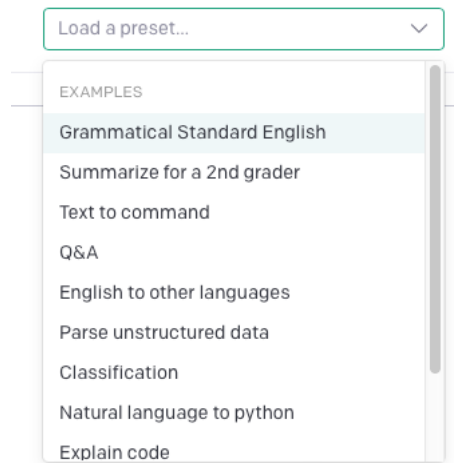 Load a preset...
EXAMPLES
Grammatical Standard English
Summarize for a 2nd grader
Text to command
Q&A
English to other languages
Parse unstructured data
Classification
Natural language to python
Explain code